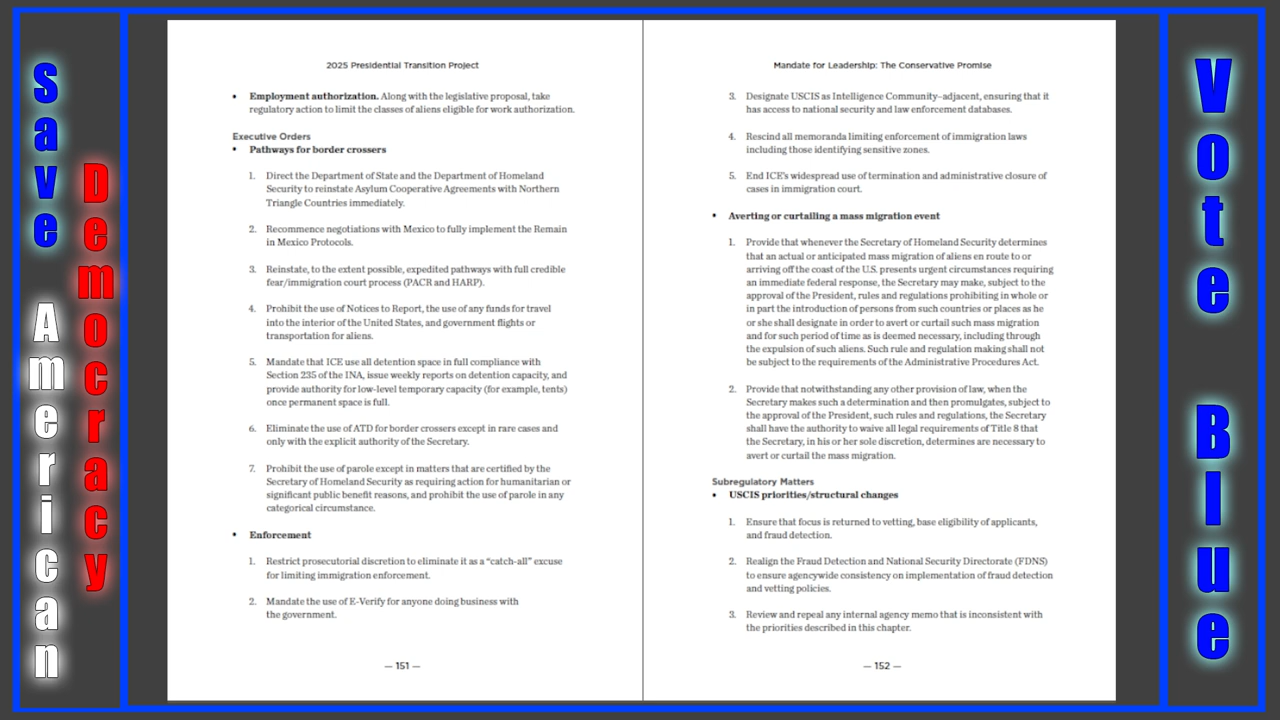 Save American
Democracy
2025 Presidential Transition Project
• Employment authorization. Along with the legislative proposal, take
regulatory action to limit the classes of aliens eligible for work authorization.
Executive Orders
• Pathways for border crossers
1. Direct the Department of State and the Department of Homeland
Security to reinstate Asylum Cooperative Agreements with Northern
Triangle Countries immediately.
2. Recommence negotiations with Mexico to fully implement the Remain
in Mexico Protocols.
3. Reinstate, to the extent possible, expedited pathways with full credible
fear/immigration court process (PACR and HARP).
4. Prohibit the use of Notices to Report, the use of any funds for travel
into the interior of the United States, and government flights or
transportation for aliens.
5. Mandate that ICE use all detention space in full compliance with
Section 235 of the INA, issue weekly reports on detention capacity, and
provide authority for low-level temporary capacity (for example, tents)
once permanent space is full.
6. Eliminate the use of ATD for border crossers except in rare cases and
only with the explicit authority of the Secretary.
7. Prohibit the use of parole except in matters that are certified by the
Secretary of Homeland Security as requiring action for humanitarian or
significant public benefit reasons, and prohibit the use of parole in any
categorical circumstance.
• Enforcement
1. Restrict prosecutorial discretion to eliminate it as a “catch-all” excuse
for limiting immigration enforcement.
2. Mandate the use of E-Verify for anyone doing business with
the government.
— 151 —
Mandate for Leadership: The Conservative Promise
3. Designate USCIS as Intelligence Community–adjacent, ensuring that it
has access to national security and law enforcement databases.
4. Rescind all memoranda limiting enforcement of immigration laws
including those identifying sensitive zones.
5. End ICE’s widespread use of termination and administrative closure of
cases in immigration court.
• Averting or curtailing a mass migration event
1. Provide that whenever the Secretary of Homeland Security determines
that an actual or anticipated mass migration of aliens en route to or
arriving off the coast of the U.S. presents urgent circumstances requiring
an immediate federal response, the Secretary may make, subject to the
approval of the President, rules and regulations prohibiting in whole or
in part the introduction of persons from such countries or places as he
or she shall designate in order to avert or curtail such mass migration
and for such period of time as is deemed necessary, including through
the expulsion of such aliens. Such rule and regulation making shall not
be subject to the requirements of the Administrative Procedures Act.
2. Provide that notwithstanding any other provision of law, when the
Secretary makes such a determination and then promulgates, subject to
the approval of the President, such rules and regulations, the Secretary
shall have the authority to waive all legal requirements of Title 8 that
the Secretary, in his or her sole discretion, determines are necessary to
avert or curtail the mass migration.
Subregulatory Matters
• USCIS priorities/structural changes
1. Ensure that focus is returned to vetting, base eligibility of applicants,
and fraud detection.
2. Realign the Fraud Detection and National Security Directorate (FDNS)
to ensure agencywide consistency on implementation of fraud detection
and vetting policies.
3. Review and repeal any internal agency memo that is inconsistent with
the priorities described in this chapter.
— 152 —
Vote Blue